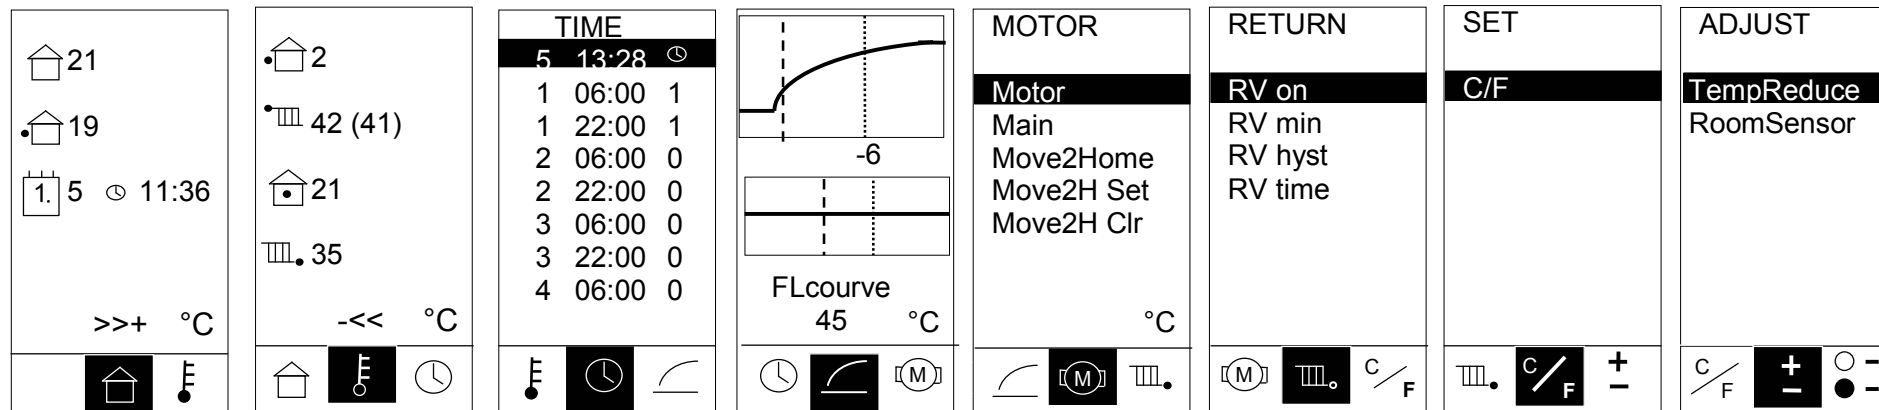 21
19
1. 5 11:36
>>+ °C
2
42 (41)
21
35
-<< °C
TIME
5 13:28
1 06:00 1
1 22:00 1
2 06:00 0
2 22:00 0
3 06:00 0
3 22:00 0
4 06:00 0
-6
FLcourve
45 °C
M
MOTOR
Motor
Main
Move2Home
Move2H Set
Move2H Clr
°C
M
RETURN
RV on
RV min
RV hyst
RV time
M C/F
SET
C/F
C/F + −
ADJUST
TempReduce
RoomSensor
C/F + −